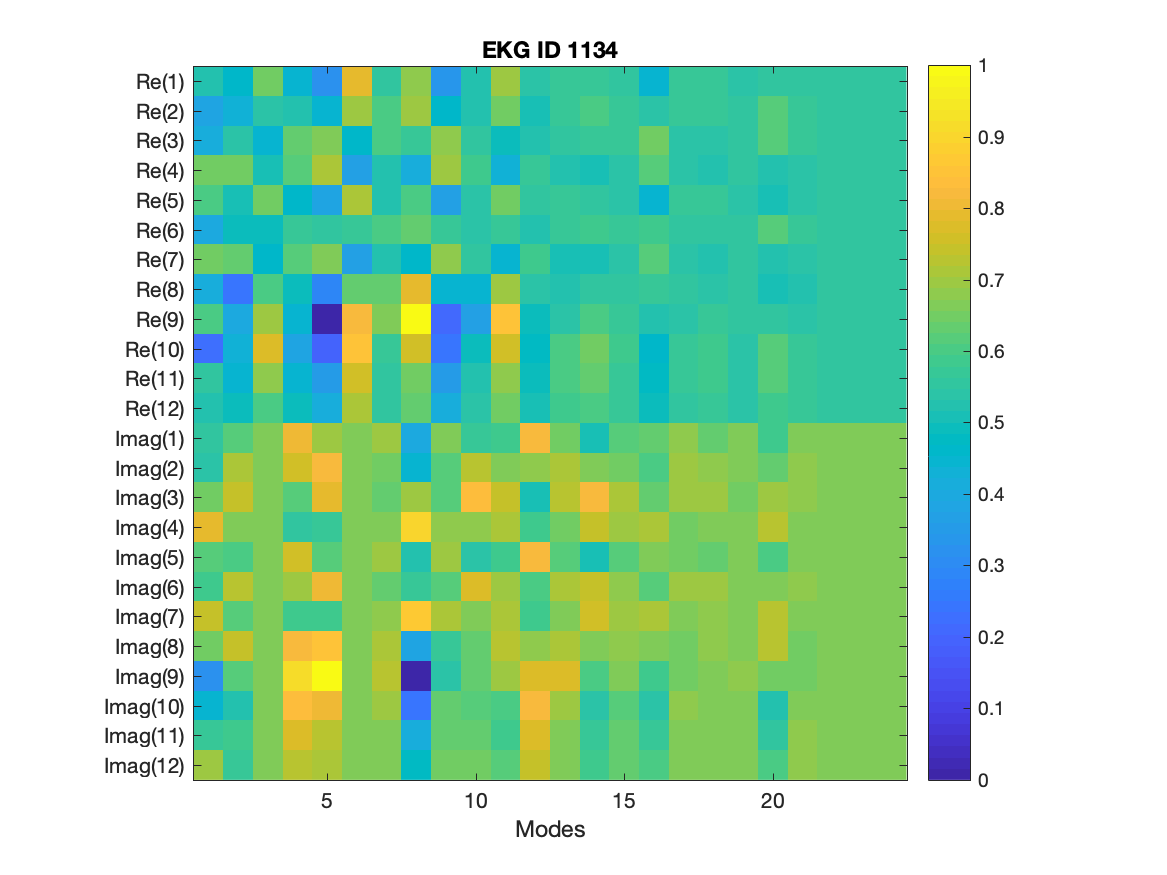 EKG ID 1134
Re(1)
Re(2)
Re(3)
Re(4)
Re(5)
Re(6)
Re(7)
Re(8)
Re(9)
Re(10)
Re(11)
Re(12)
Imag(1)
Imag(2)
Imag(3)
Imag(4)
Imag(5)
Imag(6)
Imag(7)
Imag(8)
Imag(9)
Imag(10)
Imag(11)
Imag(12)
5 10 15 20
Modes
1
0.9
0.8
0.7
0.6
0.5
0.4
0.3
0.2
0.1
0